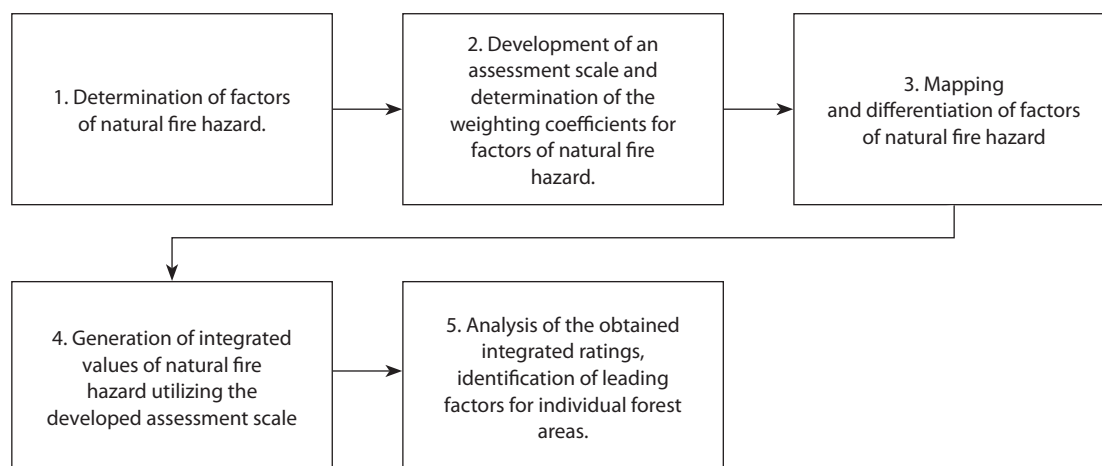 1. Determination of factors
of natural fire hazard.
2. Development of an
assessment scale and
determination of the
weighting coefficients for
factors of natural fire
hazard.
3. Mapping
and differentiation of factors
of natural fire hazard
4. Generation of integrated
values of natural fire
hazard utilizing the
developed assessment scale
5. Analysis of the obtained
integrated ratings,
identification of leading
factors for individual forest
areas.